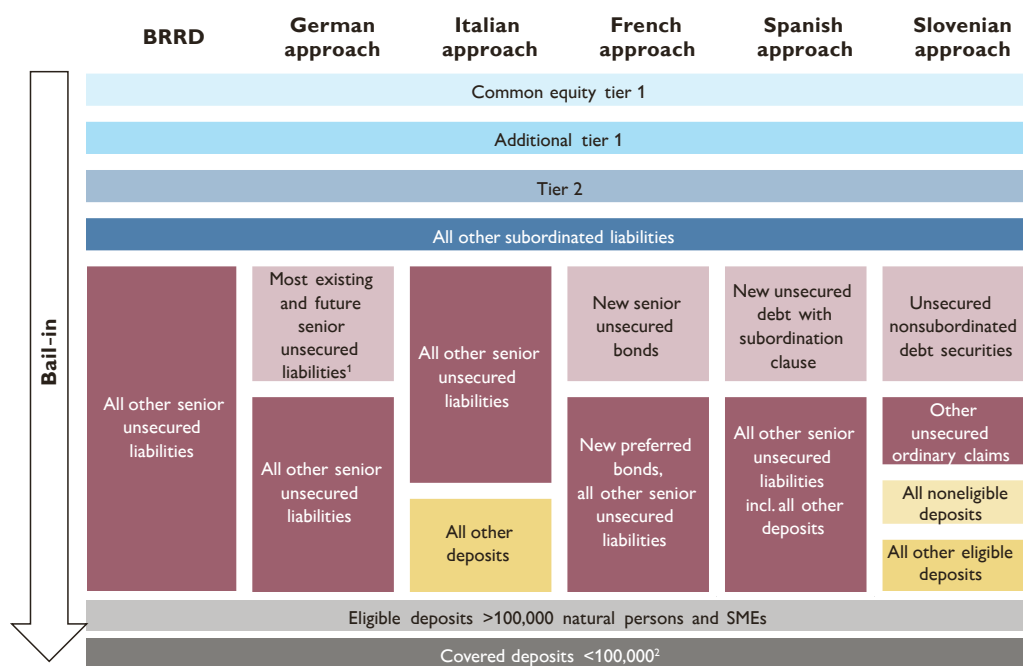 BRRD
German
approach
Italian
approach
French
approach
Spanish
approach
Slovenian
approach
Bail-in
Common equity tier 1
Additional tier 1
Tier 2
All other subordinated liabilities
All other senior
unsecured
liabilities
Most existing
and future
senior
unsecured
liabilities¹
All other senior
unsecured
liabilities
All other senior
unsecured
liabilities
All other
deposits
New senior
unsecured
bonds
New preferred
bonds,
all other senior
unsecured
liabilities
New unsecured
debt with
subordination
clause
All other senior
unsecured
liabilities
incl. all other
deposits
Unsecured
nonsubordinated
debt securities
Other
unsecured
ordinary claims
All noneligible
deposits
All other eligible
deposits
Eligible deposits >100,000 natural persons and SMEs
Covered deposits <100,000²